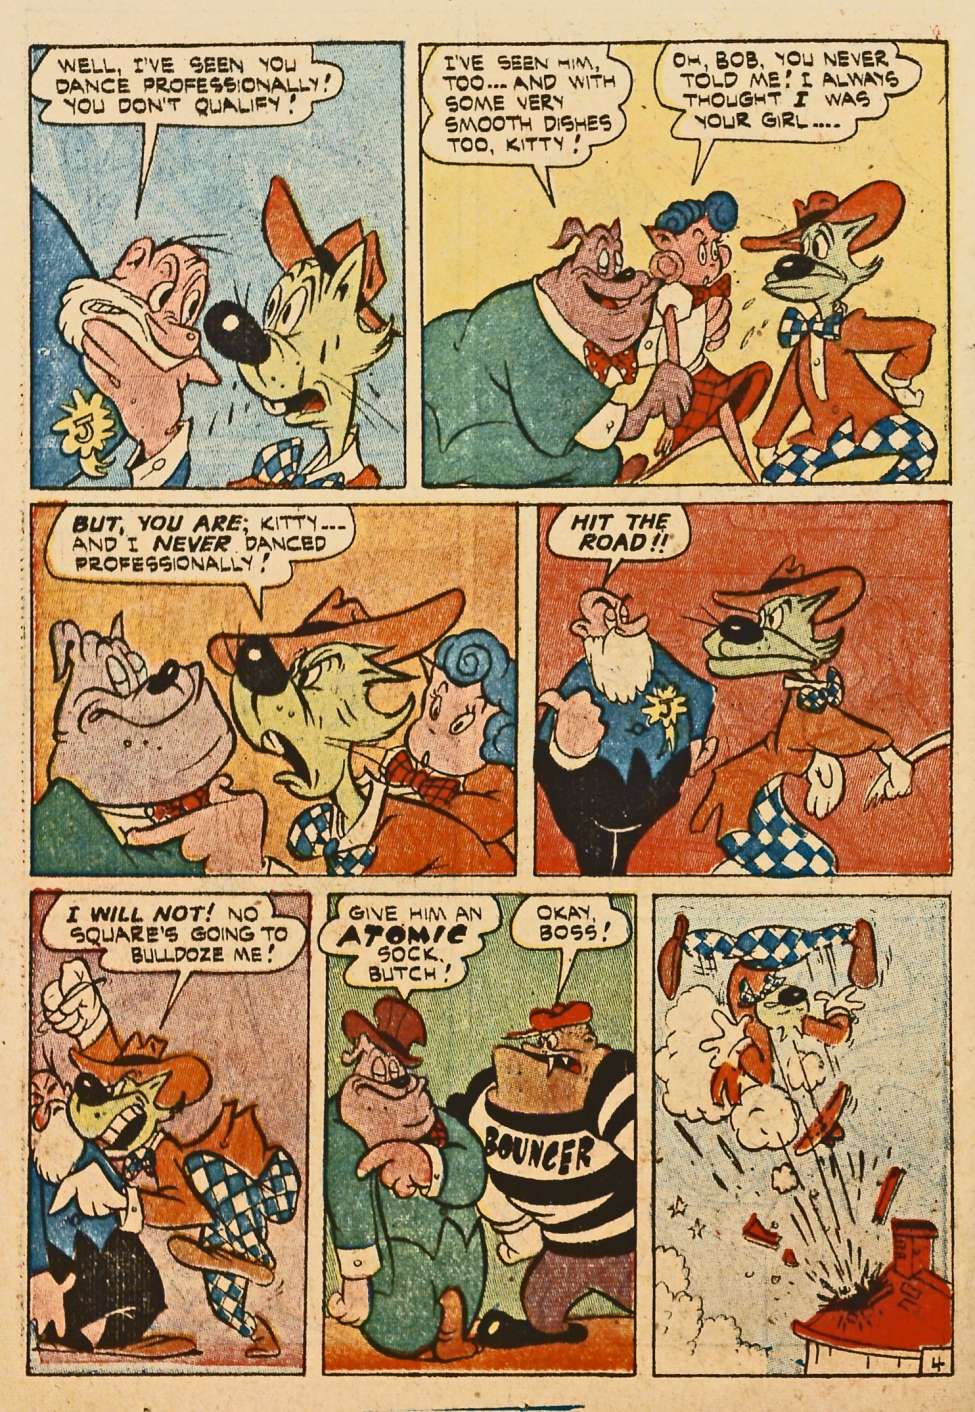 WELL, I'VE SEEN YOU
DANCE PROFESSIONALLY!
YOU DON'T QUALIFY!
J
I'VE SEEN HIM,
TOO... AND WITH
SOME VERY
SMOOTH DISHES
TOO, KITTY!
OH, BOB, YOU NEVER
TOLD ME! I ALWAYS
THOUGHT I WAS
YOUR GIRL....
BUT, YOU ARE, KITTY...
AND I NEVER DANCED
PROFESSIONALLY!
HIT THE
ROAD!!
J
I WILL NOT! NO
SQUARE'S GOING TO
BULLDOZE ME!
GIVE HIM AN
ATOMIC
SOCK,
BUTCH!
OKAY,
BOSS!
BOUNCER
4